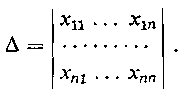 x₁₁ ... x₁ₙ
Δ = . . . . . . . . . .
xₙ₁ ... xₙₙ